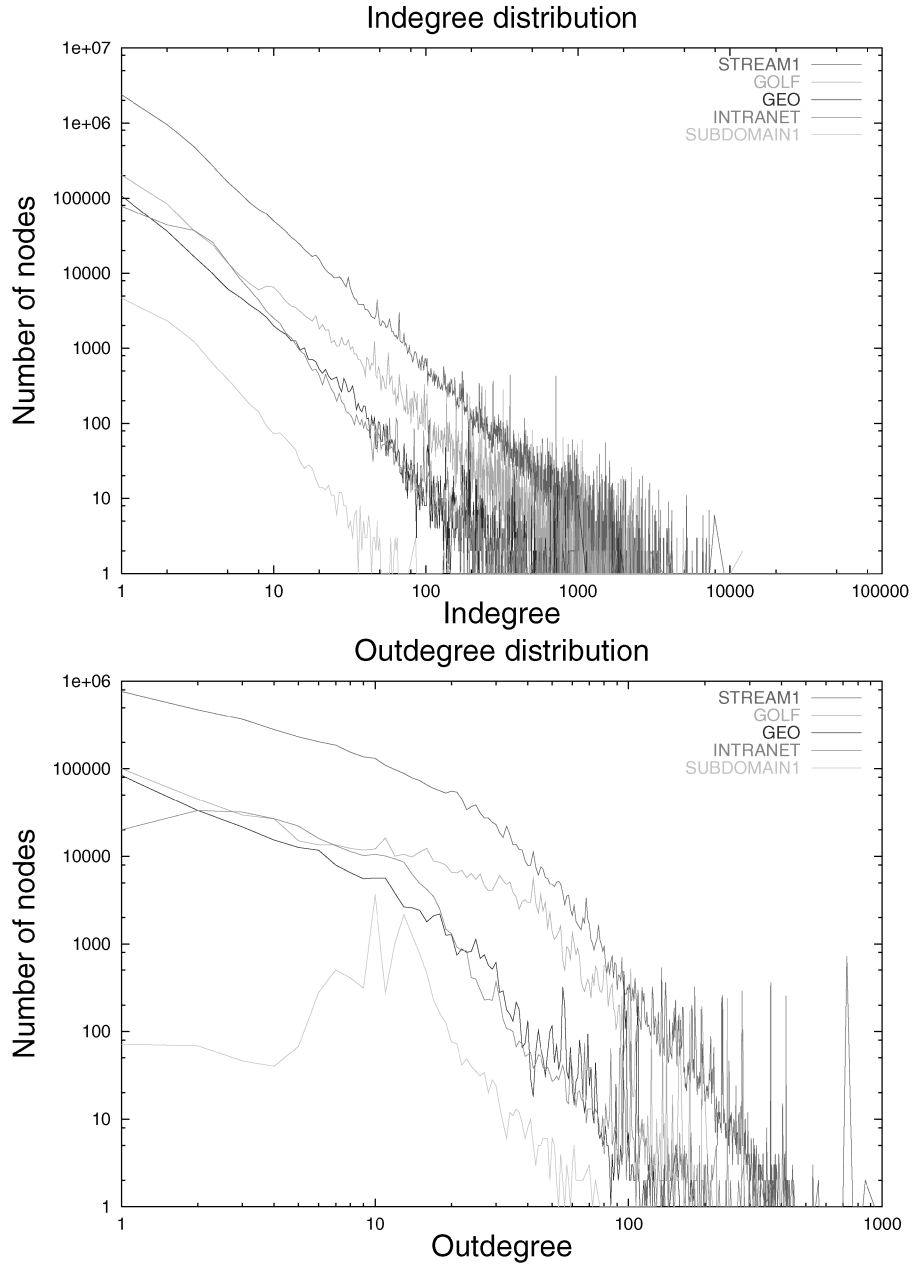 Indegree distribution
1e+07
1e+06
100000
10000
1000
100
10
1
Number of nodes
STREAM1
GOLF
GEO
INTRANET
SUBDOMAIN1
1 10 100 1000 10000 100000
Indegree
Outdegree distribution
1e+06
100000
10000
1000
100
10
1
Number of nodes
STREAM1
GOLF
GEO
INTRANET
SUBDOMAIN1
1 10 100 1000
Outdegree